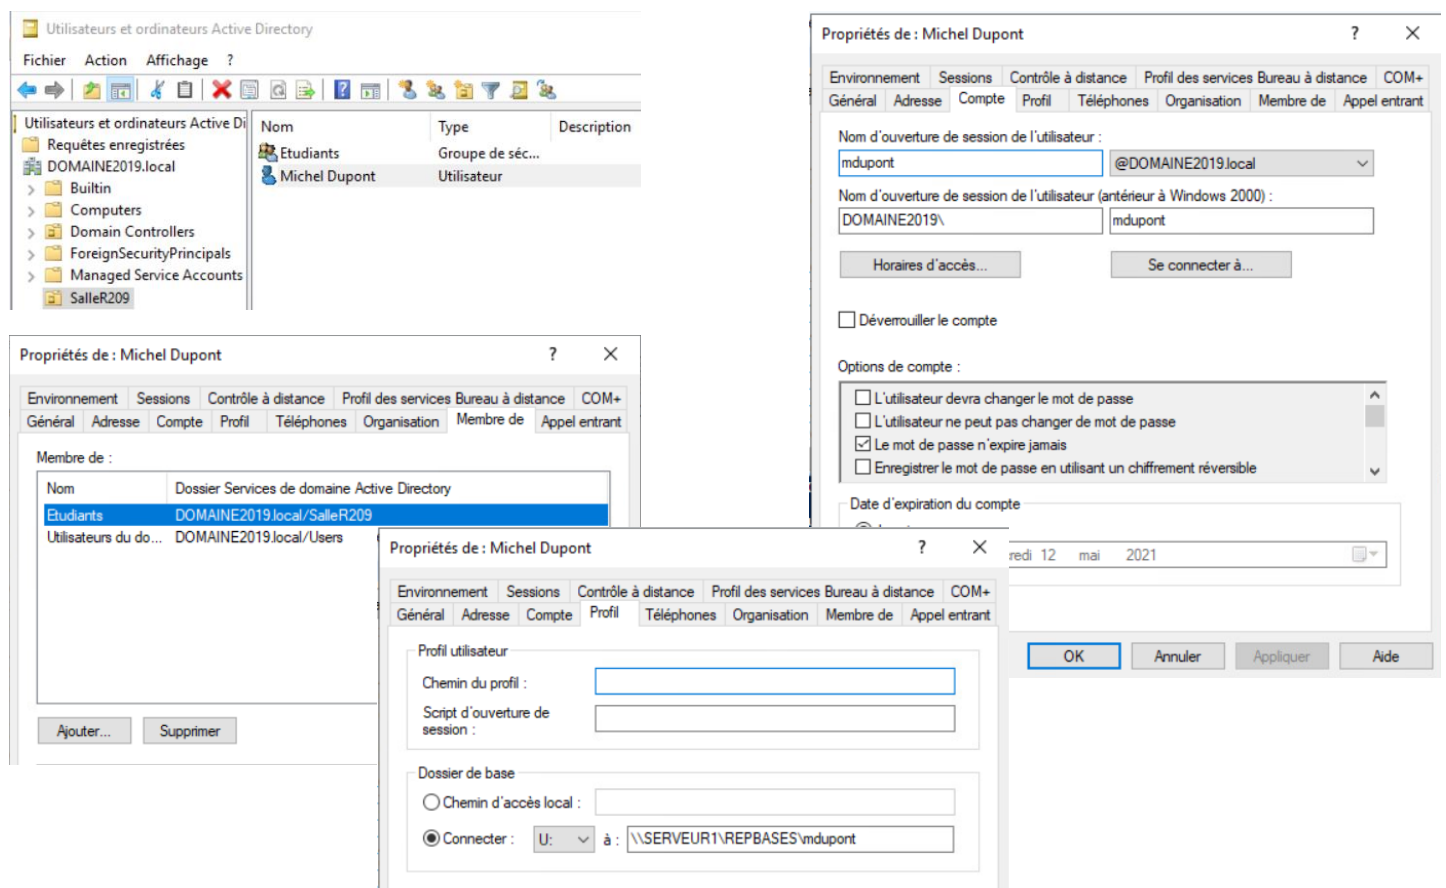 Utilisateurs et ordinateurs Active Directory
Fichier Action Affichage ?
Utilisateurs et ordinateurs Active Di
Requêtes enregistrées
DOMAINE2019.local
Builtin
Computers
Domain Controllers
ForeignSecurityPrincipals
Managed Service Accounts
SalleR209
Nom Type Description
Etudiants Groupe de séc...
Michel Dupont Utilisateur
Propriétés de : Michel Dupont ?
Environnement Sessions Contrôle à distance Profil des services Bureau à distance COM+
Général Adresse Compte Profil Téléphones Organisation Membre de Appel entrant
Nom d'ouverture de session de l'utilisateur :
mdupont @DOMAINE2019.local
Nom d'ouverture de session de l'utilisateur (antérieur à Windows 2000) :
DOMAINE2019\ mdupont
Horaires d'accès... Se connecter à...
Déverrouiller le compte
Options de compte :
L'utilisateur devra changer le mot de passe
L'utilisateur ne peut pas changer de mot de passe
Le mot de passe n'expire jamais
Enregistrer le mot de passe en utilisant un chiffrement réversible
Date d'expiration du compte
redi 12 mai 2021
OK Annuler Appliquer Aide
Propriétés de : Michel Dupont ?
Environnement Sessions Contrôle à distance Profil des services Bureau à distance COM+
Général Adresse Compte Profil Téléphones Organisation Membre de Appel entrant
Membre de :
Nom Dossier Services de domaine Active Directory
Etudiants DOMAINE2019.local/SalleR209
Utilisateurs du do... DOMAINE2019.local/Users
Ajouter... Supprimer
Propriétés de : Michel Dupont ?
Environnement Sessions Contrôle à distance Profil des services Bureau à distance COM+
Général Adresse Compte Profil Téléphones Organisation Membre de Appel entrant
Profil utilisateur
Chemin du profil :
Script d'ouverture de
session :
Dossier de base
Chemin d'accès local :
Connecter : U: à : \\SERVEUR1\REPBASES\mdupont